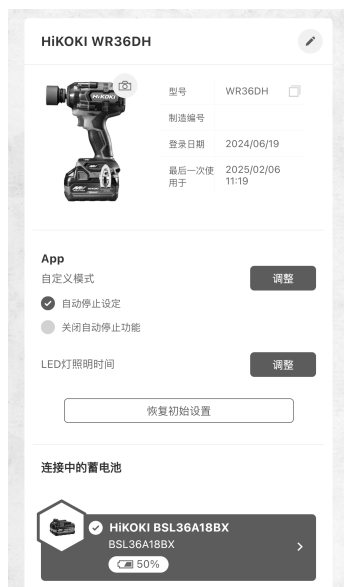 HiKOKI WR36DH
HiKOKI
型号 WR36DH
制造编号
登录日期 2024/06/19
最后一次使 2025/02/06
用于 11:19
App
自定义模式 调整
自动停止设定
关闭自动停止功能
LED灯照明时间 调整
恢复初始设置
连接中的蓄电池
HiKOKI BSL36A18BX
BSL36A18BX
50%